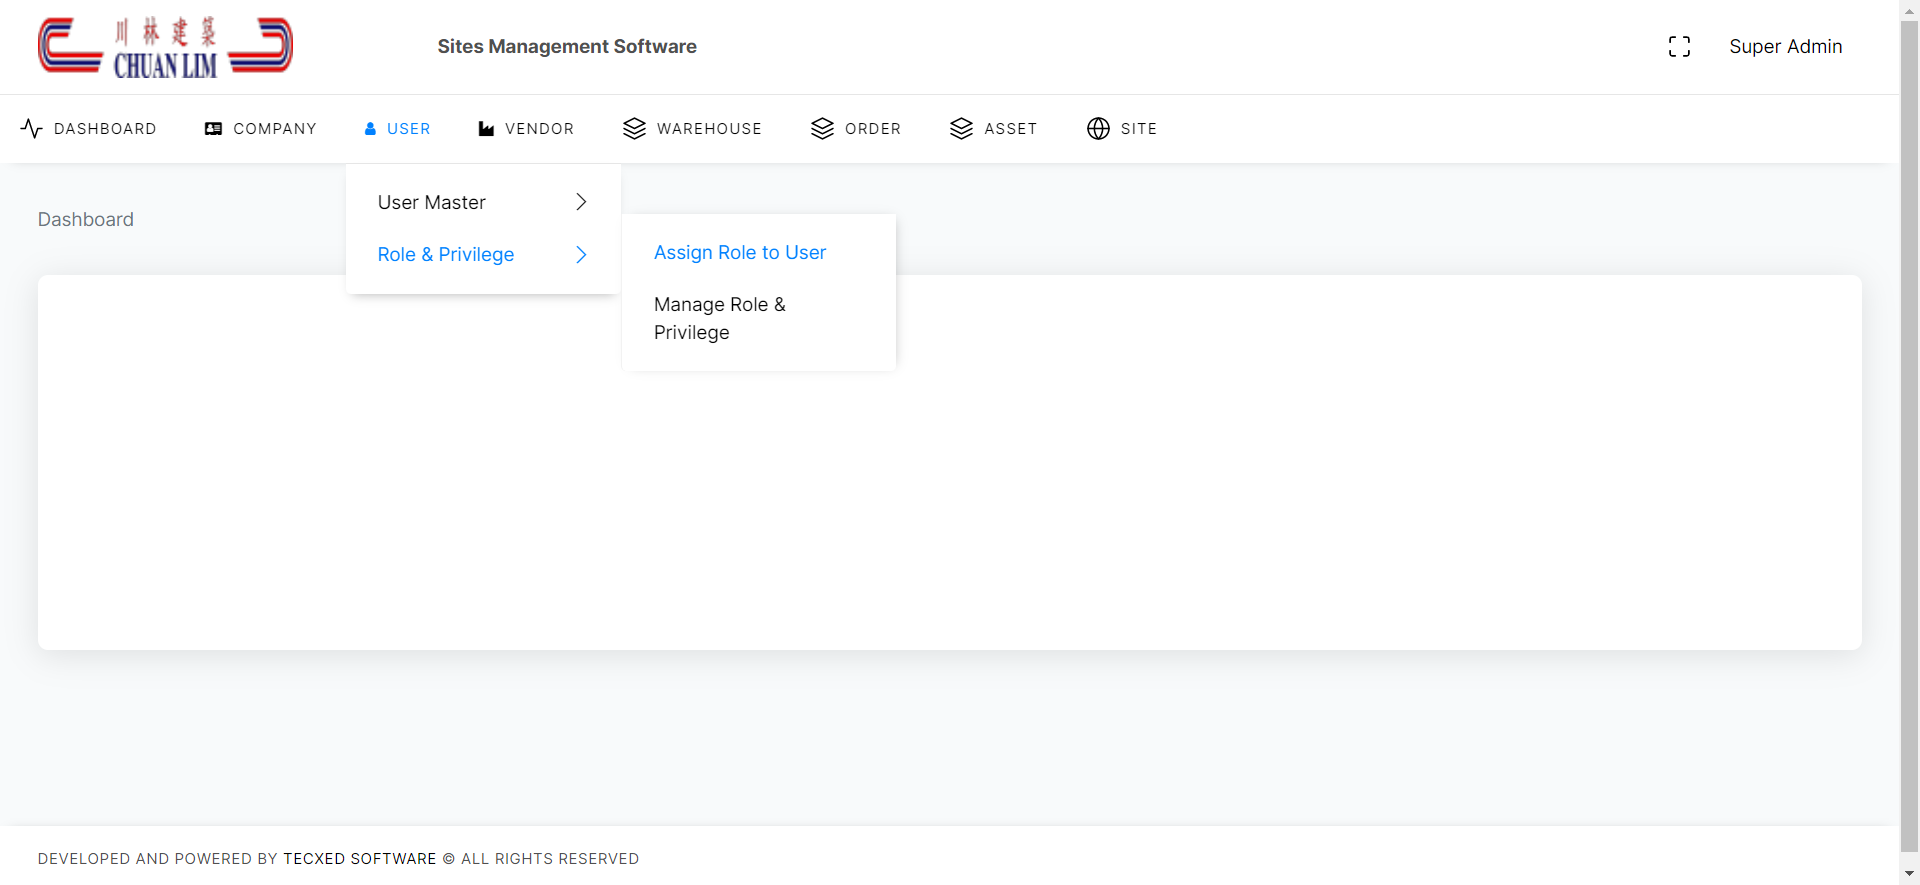 川林建築
CHUAN LIM
Sites Management Software
Super Admin
DASHBOARD
COMPANY
USER
VENDOR
WAREHOUSE
ORDER
ASSET
SITE
User Master
Dashboard
Role & Privilege
Assign Role to User
Manage Role &
Privilege
DEVELOPED AND POWERED BY TECXED SOFTWARE © ALL RIGHTS RESERVED